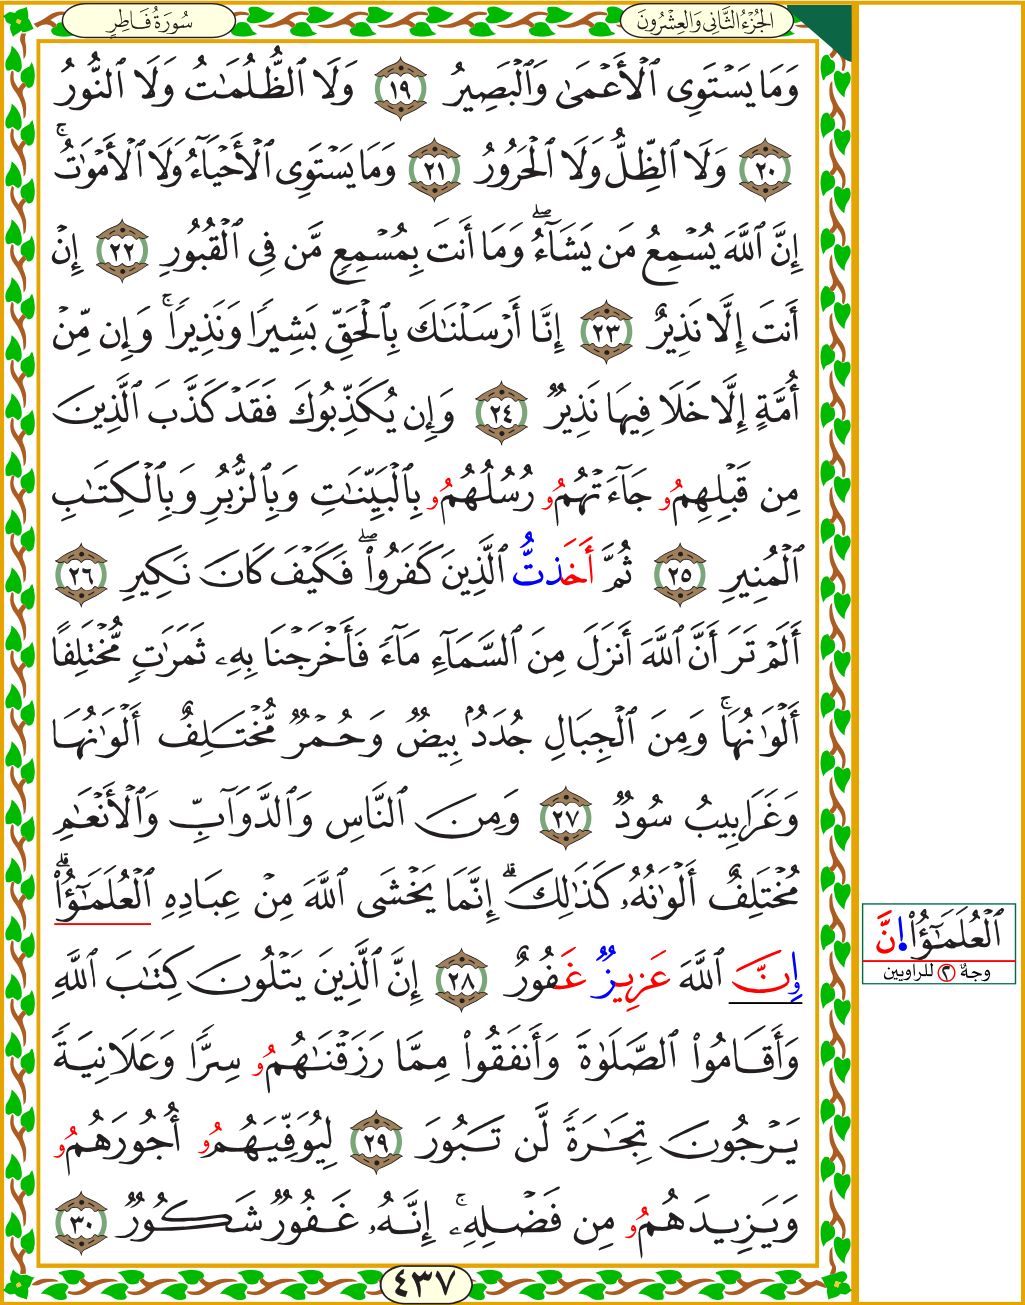 الجُزْءُ الثَّانِي وَالعِشْرُونَ
سُورَةُ فَاطِرٍ
وَمَا يَسْتَوِى ٱلْأَعْمَىٰ وَٱلْبَصِيرُ ١٩ وَلَا ٱلظُّلُمَٰتُ وَلَا ٱلنُّورُ
٢٠ وَلَا ٱلظِّلُّ وَلَا ٱلْحَرُورُ ٢١ وَمَا يَسْتَوِى ٱلْأَحْيَآءُ وَلَا ٱلْأَمْوَٰتُۚ
إِنَّ ٱللَّهَ يُسْمِعُ مَن يَشَآءُۖ وَمَا أَنتَ بِمُسْمِعٍ مَّن فِى ٱلْقُبُورِ ٢٢ إِنْ
أَنتَ إِلَّا نَذِيرٌ ٢٣ إِنَّا أَرْسَلْنَٰكَ بِٱلْحَقِّ بَشِيرًا وَنَذِيرًاۚ وَإِن مِّنْ
أُمَّةٍ إِلَّا خَلَا فِيهَا نَذِيرٌ ٢٤ وَإِن يُكَذِّبُوكَ فَقَدْ كَذَّبَ ٱلَّذِينَ
مِن قَبْلِهِمُو جَآءَتْهُمُو رُسُلُهُمُو بِٱلْبَيِّنَٰتِ وَبِٱلزُّبُرِ وَبِٱلْكِتَٰبِ
ٱلْمُنِيرِ ٢٥ ثُمَّ أَخَذتُّ ٱلَّذِينَ كَفَرُوا۟ۖ فَكَيْفَ كَانَ نَكِيرِ ٢٦
أَلَمْ تَرَ أَنَّ ٱللَّهَ أَنزَلَ مِنَ ٱلسَّمَآءِ مَآءً فَأَخْرَجْنَا بِهِۦ ثَمَرَٰتٍ مُّخْتَلِفًا
أَلْوَٰنُهَاۚ وَمِنَ ٱلْجِبَالِ جُدَدٌۢ بِيضٌ وَحُمْرٌ مُّخْتَلِفٌ أَلْوَٰنُهَا
وَغَرَابِيبُ سُودٌ ٢٧ وَمِنَ ٱلنَّاسِ وَٱلدَّوَآبِّ وَٱلْأَنْعَٰمِ
مُخْتَلِفٌ أَلْوَٰنُهُۥ كَذَٰلِكَۗ إِنَّمَا يَخْشَى ٱللَّهَ مِنْ عِبَادِهِ ٱلْعُلَمَٰٓؤُا۟ۗ
إِنَّ ٱللَّهَ عَزِيزٌ غَفُورٌ ٢٨ إِنَّ ٱلَّذِينَ يَتْلُونَ كِتَٰبَ ٱللَّهِ
وَأَقَامُوا۟ ٱلصَّلَوٰةَ وَأَنفَقُوا۟ مِمَّا رَزَقْنَٰهُمُو سِرًّا وَعَلَانِيَةً
يَرْجُونَ تِجَٰرَةً لَّن تَبُورَ ٢٩ لِيُوَفِّيَهُمُو أُجُورَهُمُو
وَيَزِيدَهُمُو مِن فَضْلِهِۦۚ إِنَّهُۥ غَفُورٌ شَكُورٌ ٣٠
٤٣٧
ٱلْعُلَمَٰٓؤُا۟ اِنَّ
وجهٌ ٢ للراويين